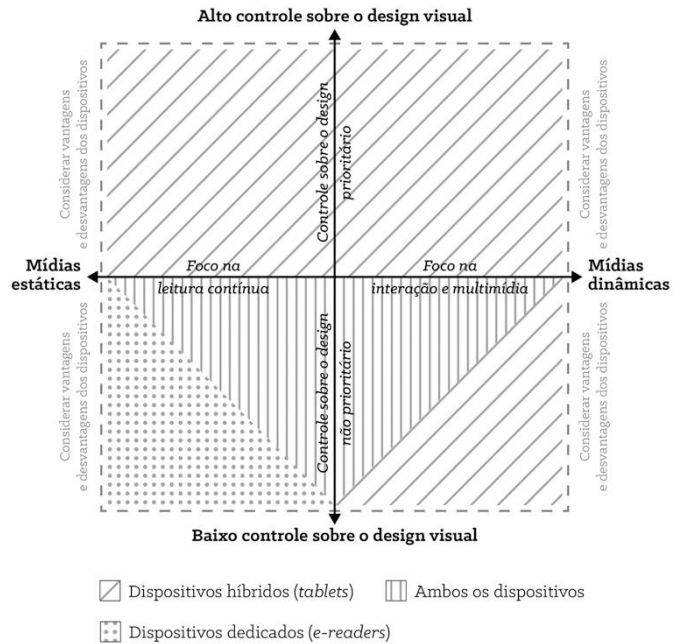 Alto controle sobre o design visual
Considerar vantagens
e desvantagens dos dispositivos
Controle sobre o design
prioritário
Considerar vantagens
e desvantagens dos dispositivos
Mídias
estáticas
Foco na
leitura contínua
Foco na
interação e multimídia
Mídias
dinâmicas
Considerar vantagens
e desvantagens dos dispositivos
Controle sobre o design
não prioritário
Considerar vantagens
e desvantagens dos dispositivos
Baixo controle sobre o design visual
Dispositivos híbridos (tablets)
Ambos os dispositivos
Dispositivos dedicados (e-readers)